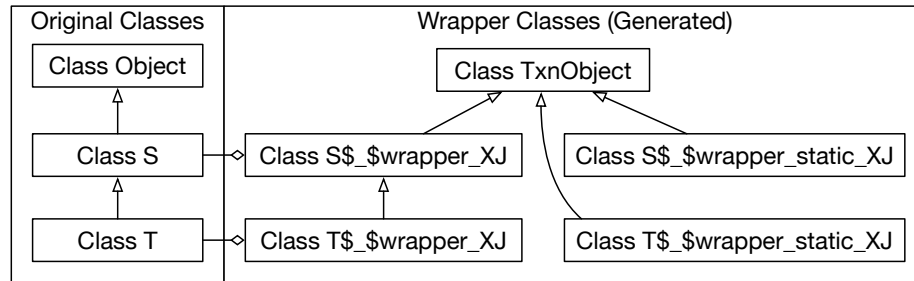 Original Classes
Wrapper Classes (Generated)
Class Object
Class TxnObject
Class S
Class S$_$wrapper_XJ
Class S$_$wrapper_static_XJ
Class T
Class T$_$wrapper_XJ
Class T$_$wrapper_static_XJ